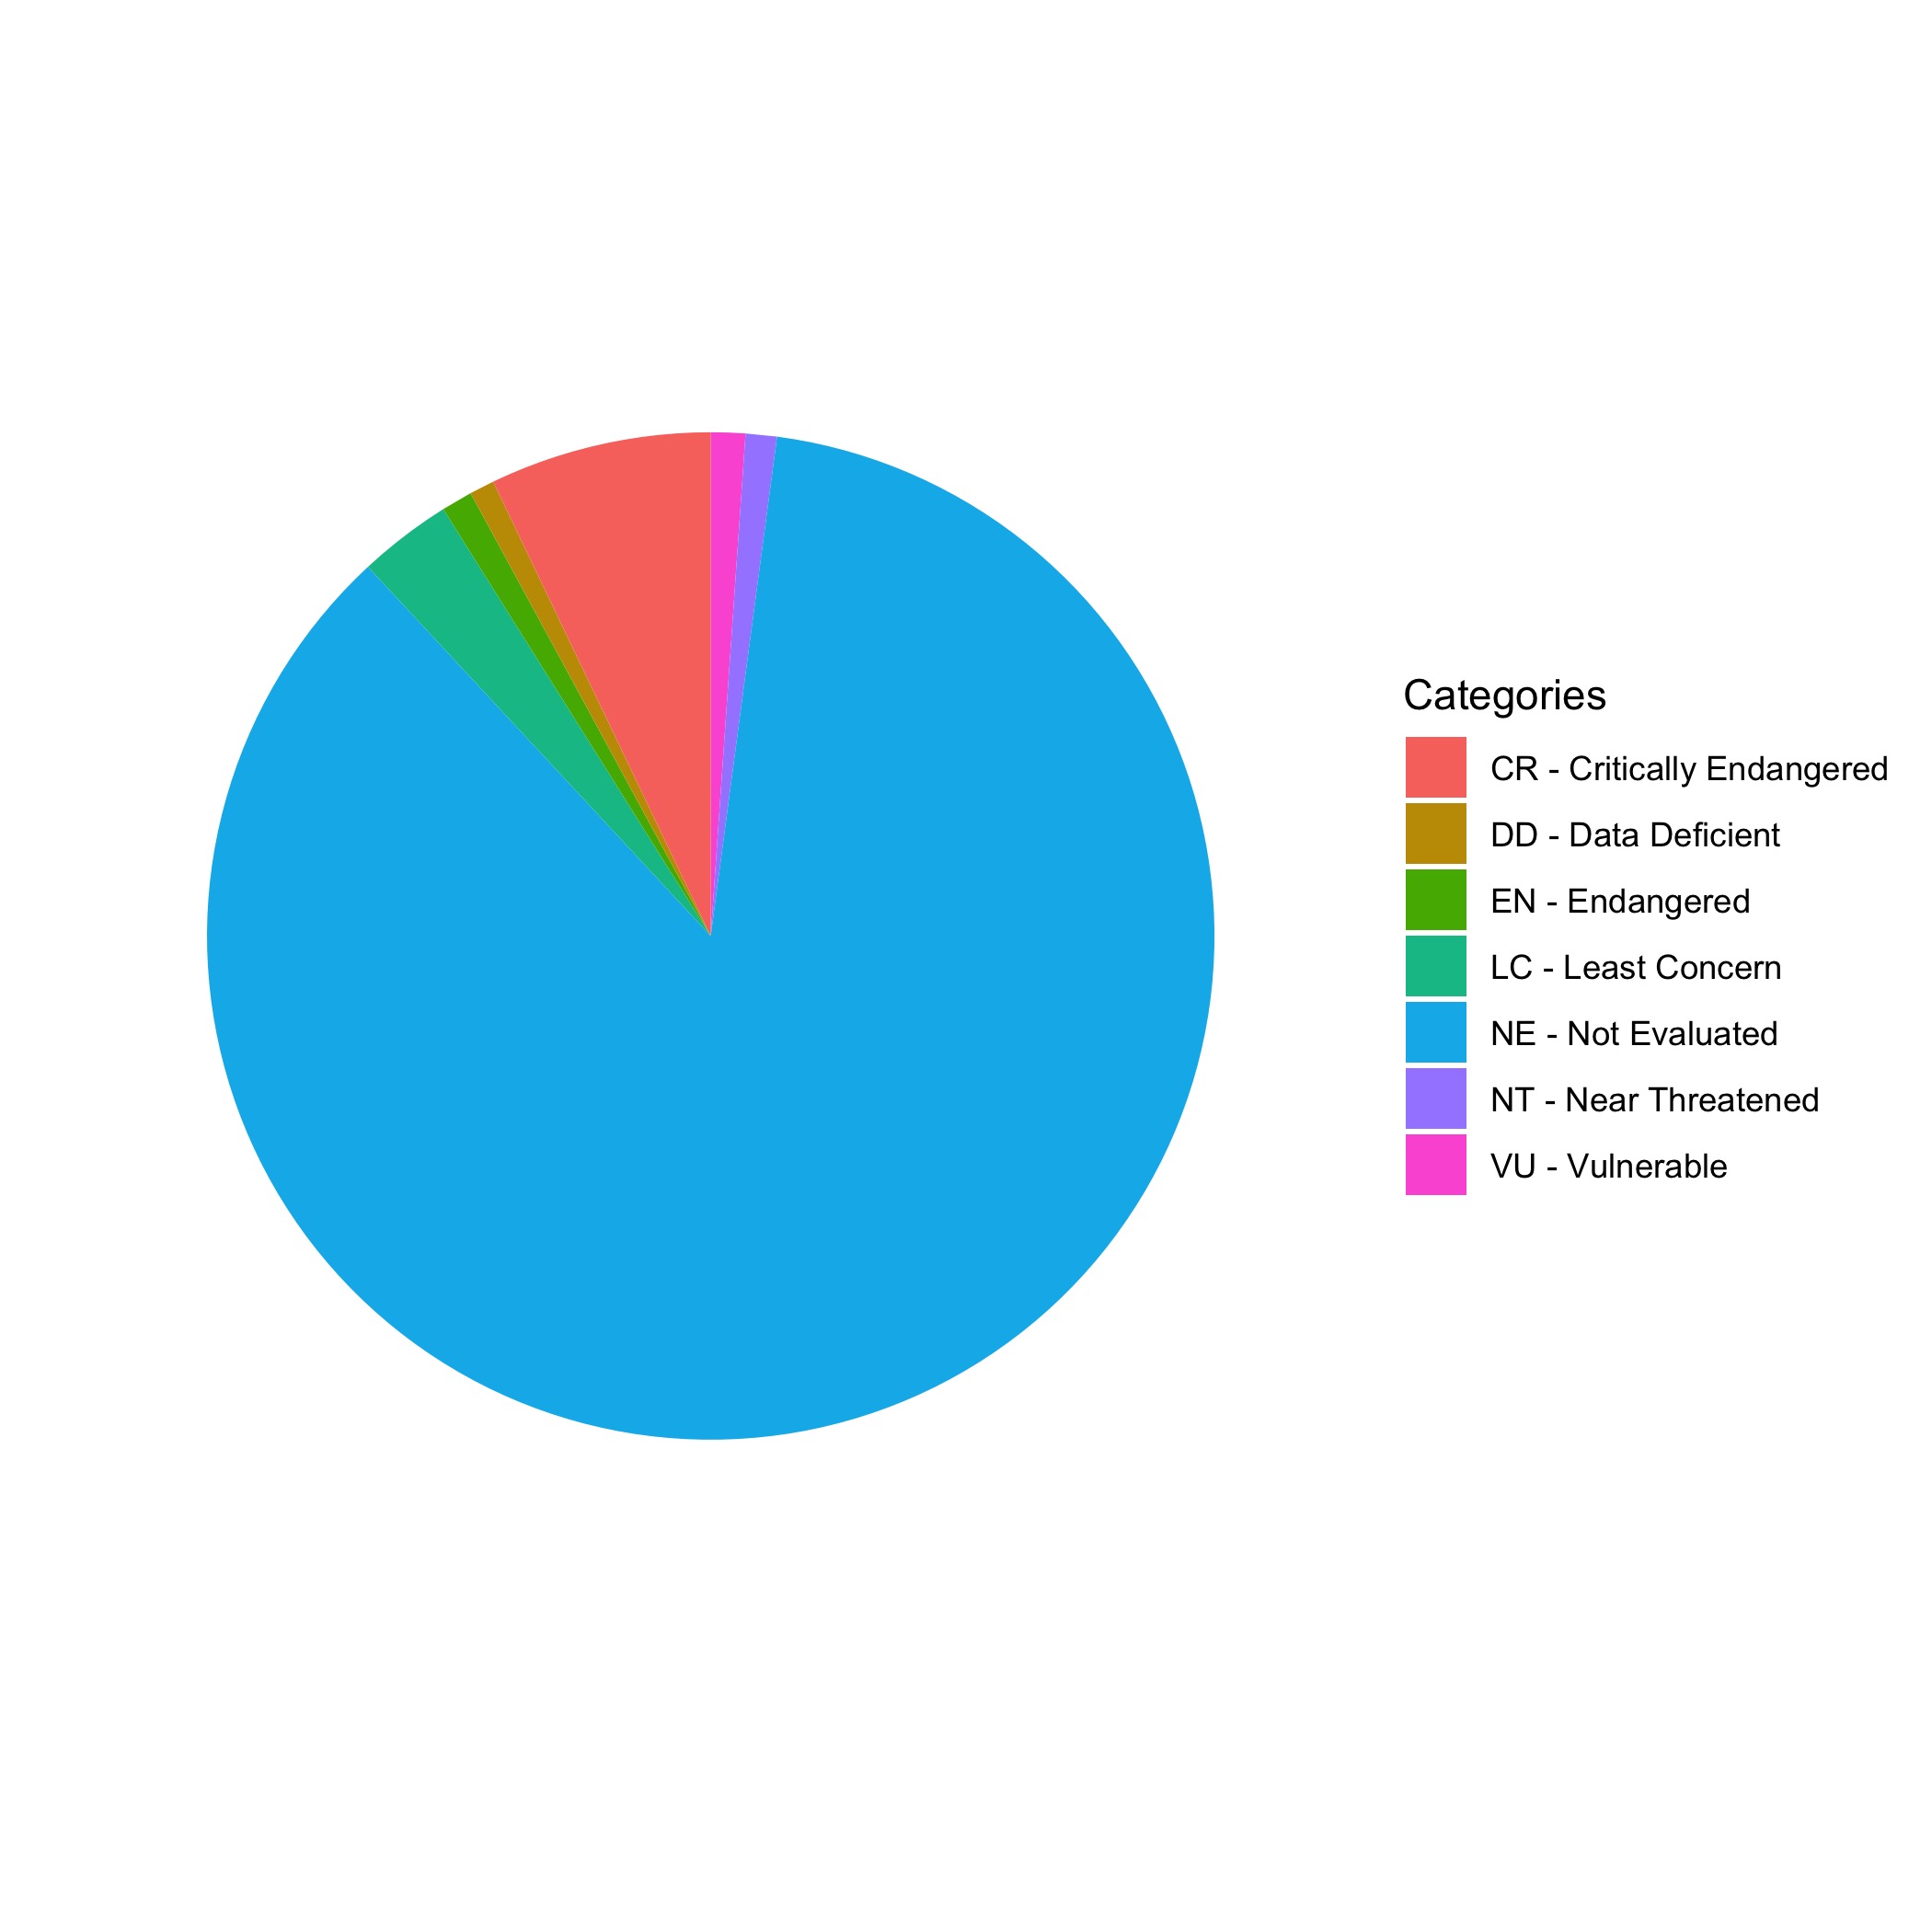 Categories
CR - Critically Endangered
DD - Data Deficient
EN - Endangered
LC - Least Concern
NE - Not Evaluated
NT - Near Threatened
VU - Vulnerable